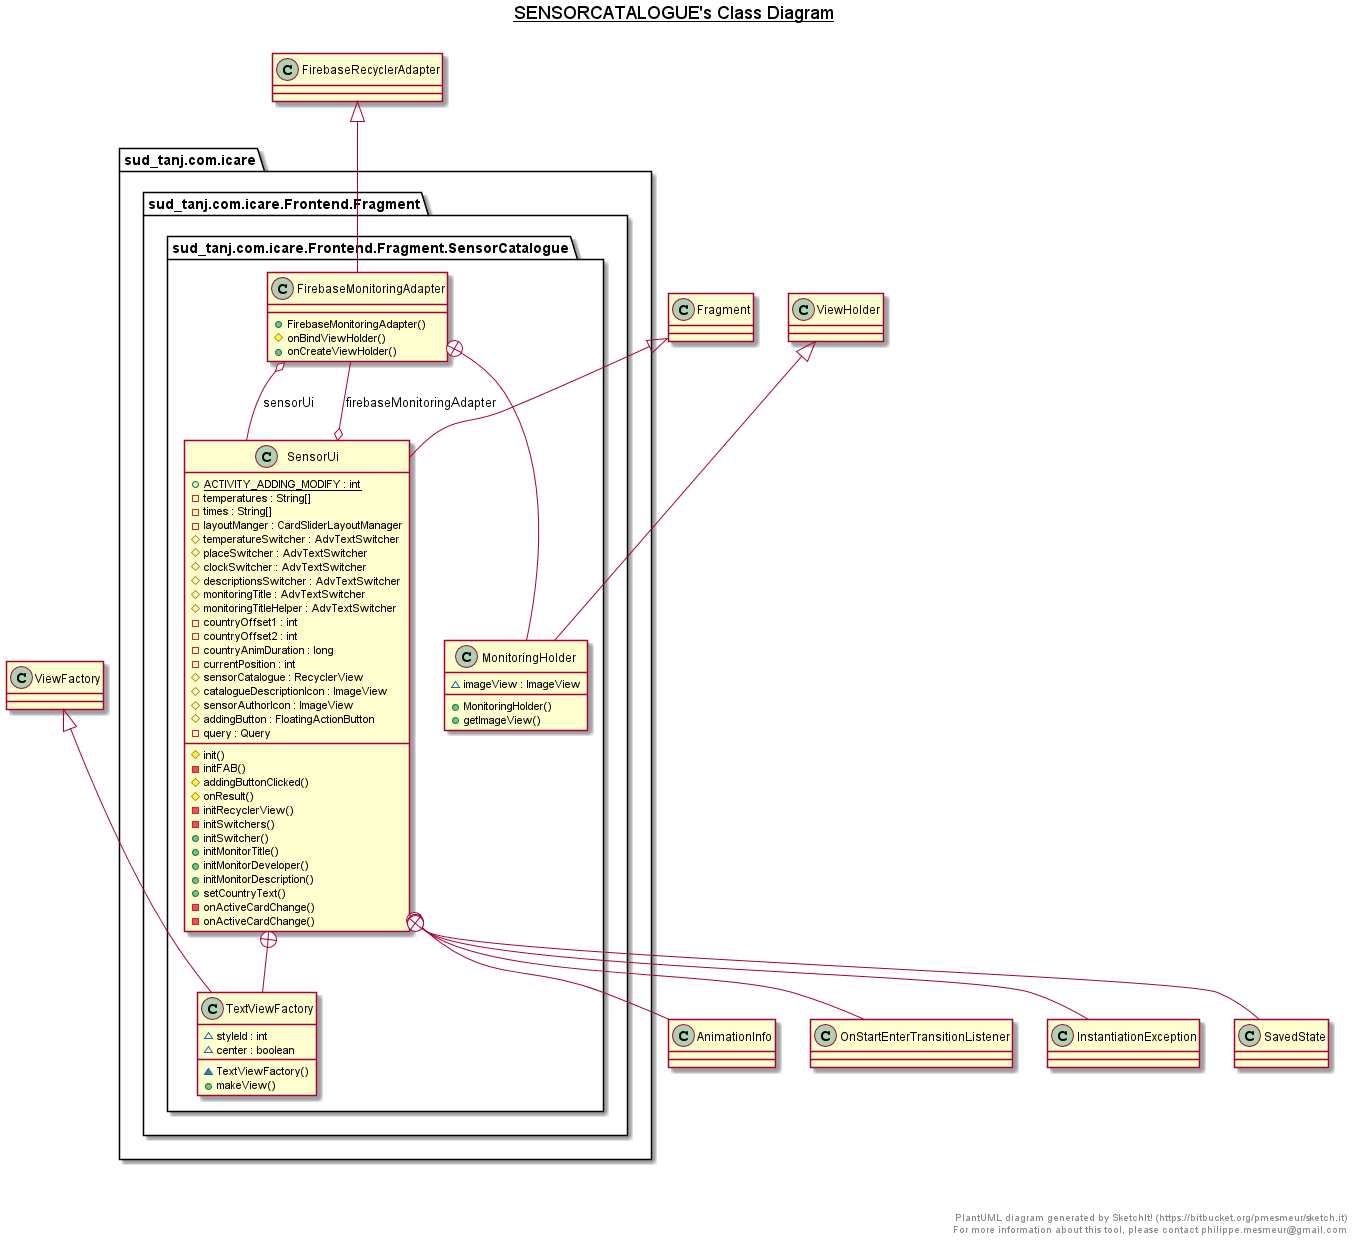 SENSORCATALOGUE's Class Diagram
C FirebaseRecyclerAdapter
sud_tanj.com.icare
sud_tanj.com.icare.Frontend.Fragment
sud_tanj.com.icare.Frontend.Fragment.SensorCatalogue
C FirebaseMonitoringAdapter
FirebaseMonitoringAdapter()
onBindViewHolder()
onCreateViewHolder()
C Fragment
C ViewHolder
sensorUi
firebaseMonitoringAdapter
C SensorUi
ACTIVITY_ADDING_MODIFY : int
temperatures : String[]
times : String[]
layoutManger : CardSliderLayoutManager
temperatureSwitcher : AdvTextSwitcher
placeSwitcher : AdvTextSwitcher
clockSwitcher : AdvTextSwitcher
descriptionsSwitcher : AdvTextSwitcher
monitoringTitle : AdvTextSwitcher
monitoringTitleHelper : AdvTextSwitcher
countryOffset1 : int
countryOffset2 : int
countryAnimDuration : long
currentPosition : int
sensorCatalogue : RecyclerView
catalogueDescriptionIcon : ImageView
sensorAuthorIcon : ImageView
addingButton : FloatingActionButton
query : Query
init()
initFAB()
addingButtonClicked()
onResult()
initRecyclerView()
initSwitchers()
initSwitcher()
initMonitorTitle()
initMonitorDeveloper()
initMonitorDescription()
setCountryText()
onActiveCardChange()
onActiveCardChange()
C MonitoringHolder
imageView : ImageView
MonitoringHolder()
getImageView()
C ViewFactory
C TextViewFactory
styleId : int
center : boolean
TextViewFactory()
makeView()
C AnimationInfo
C OnStartEnterTransitionListener
C InstantiationException
C SavedState
PlantUML diagram generated by SketchIt! (https://bitbucket.org/pmesmeur/sketch.it)
For more information about this tool, please contact philippe.mesmeur@gmail.com